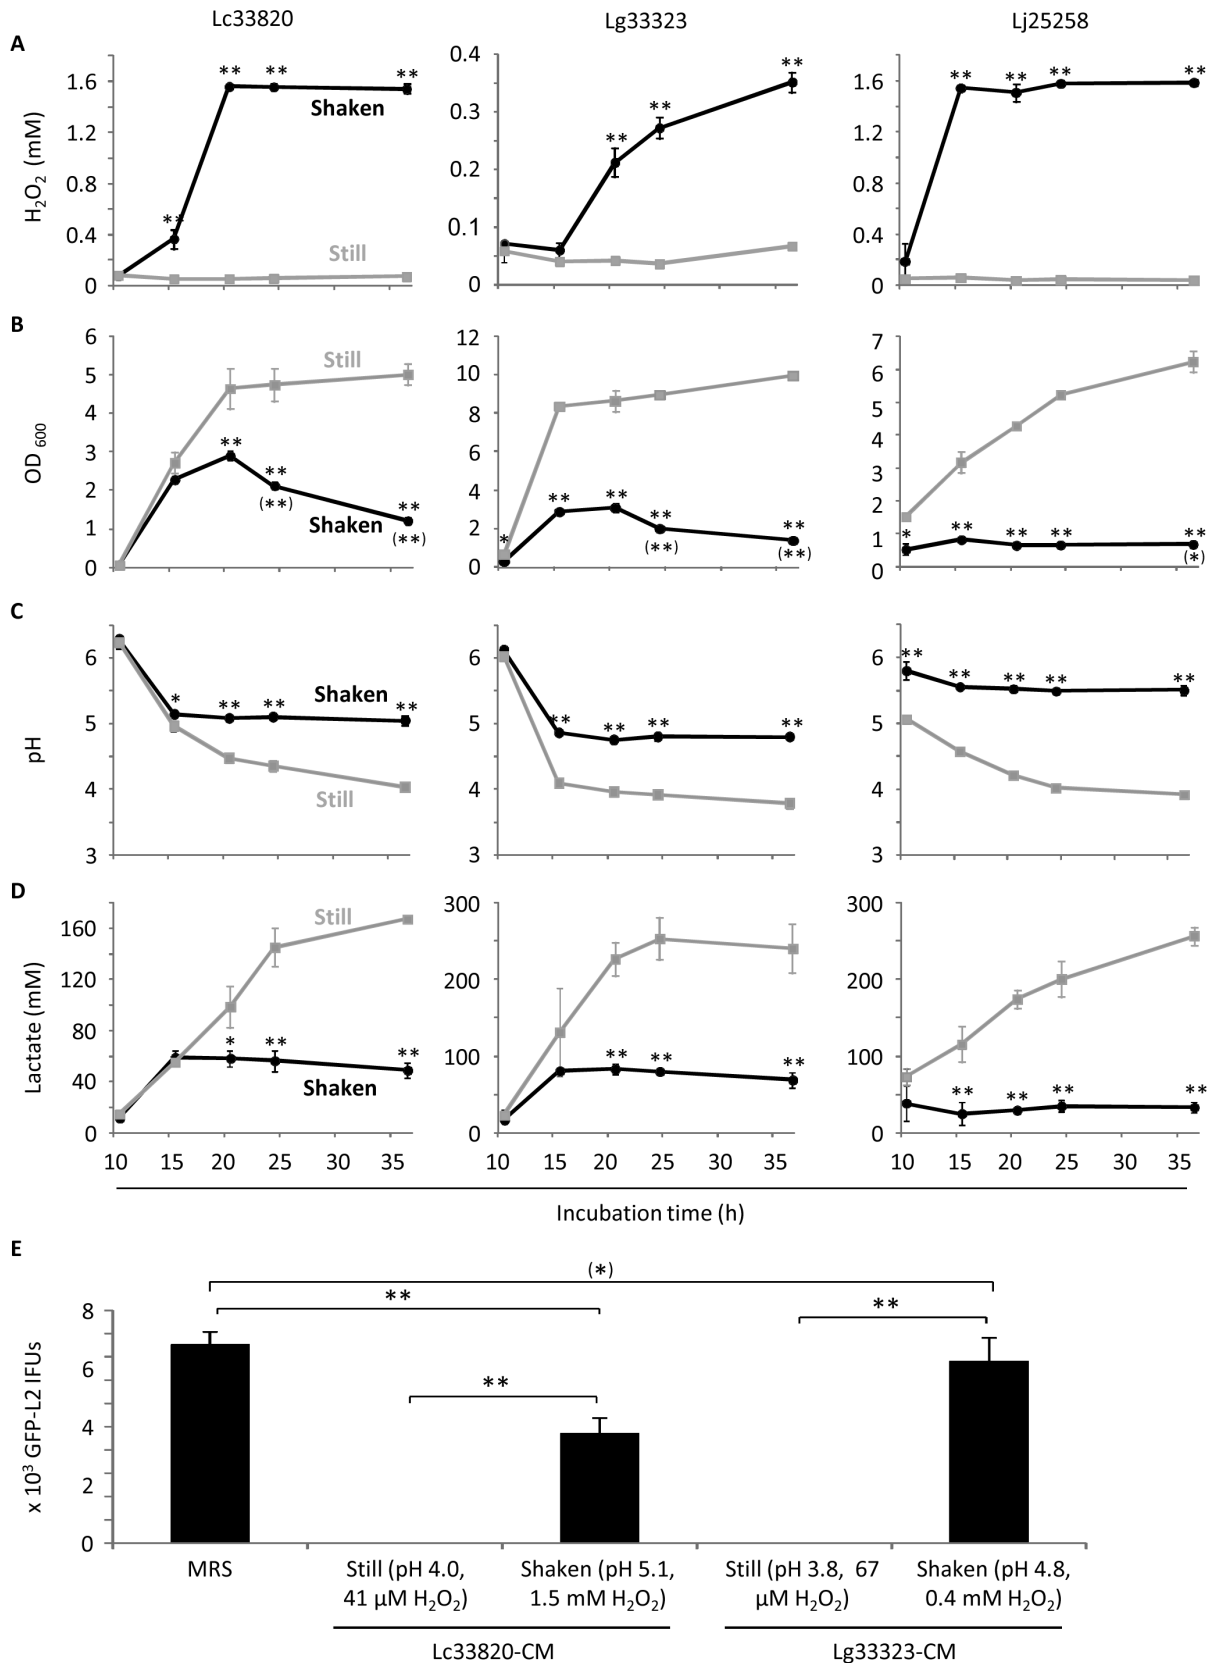 Lc33820 Lg33323 Lj25258
A
H2O2 (mM)
1.6
1.2
0.8
0.4
0
** ** ** **
Shaken
Still
0.4
0.3
0.2
0.1
0
** ** **
1.6
1.2
0.8
0.4
0
** ** ** **
B
OD 600
6
5
4
3
2
1
0
Still
** ** **
(**) (**)
Shaken
12
10
8
6
4
2
0
* ** ** ** **
(**) (**)
7
6
5
4
3
2
1
0
* ** ** ** **
(*)
C
pH
6
5
4
3
Shaken
* ** ** **
Still
6
5
4
3
** ** ** **
6
5
4
3
** ** ** ** **
D
Lactate (mM)
160
120
80
40
0
Still
* ** **
Shaken
300
200
100
0
** ** **
300
200
100
0
** ** ** **
10 15 20 25 30 35 10 15 20 25 30 35 10 15 20 25 30 35
Incubation time (h)
E
x 10³ GFP-L2 IFUs
8
6
4
2
0
(*)
** **
**
MRS
Still (pH 4.0,
41 µM H2O2)
Shaken (pH 5.1,
1.5 mM H2O2)
Still (pH 3.8, 67
µM H2O2)
Shaken (pH 4.8,
0.4 mM H2O2)
Lc33820-CM Lg33323-CM